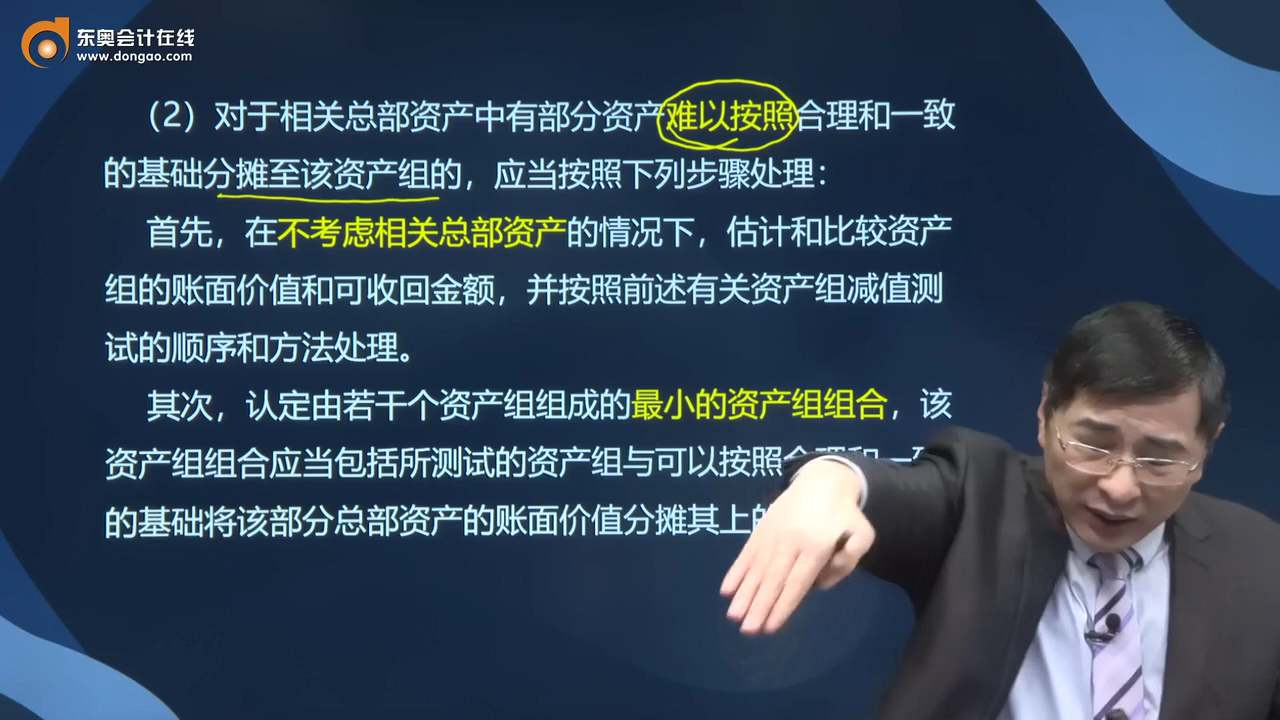 东奥会计在线
www.dongao.com
（2）对于相关总部资产中有部分资产难以按照合理和一致
的基础分摊至该资产组的，应当按照下列步骤处理：
首先，在不考虑相关总部资产的情况下，估计和比较资产
组的账面价值和可收回金额，并按照前述有关资产组减值测
试的顺序和方法处理。
其次，认定由若干个资产组组成的最小的资产组组合，该
资产组组合应当包括所测试的资产组与可以按照合理和一
的基础将该部分总部资产的账面价值分摊其上的